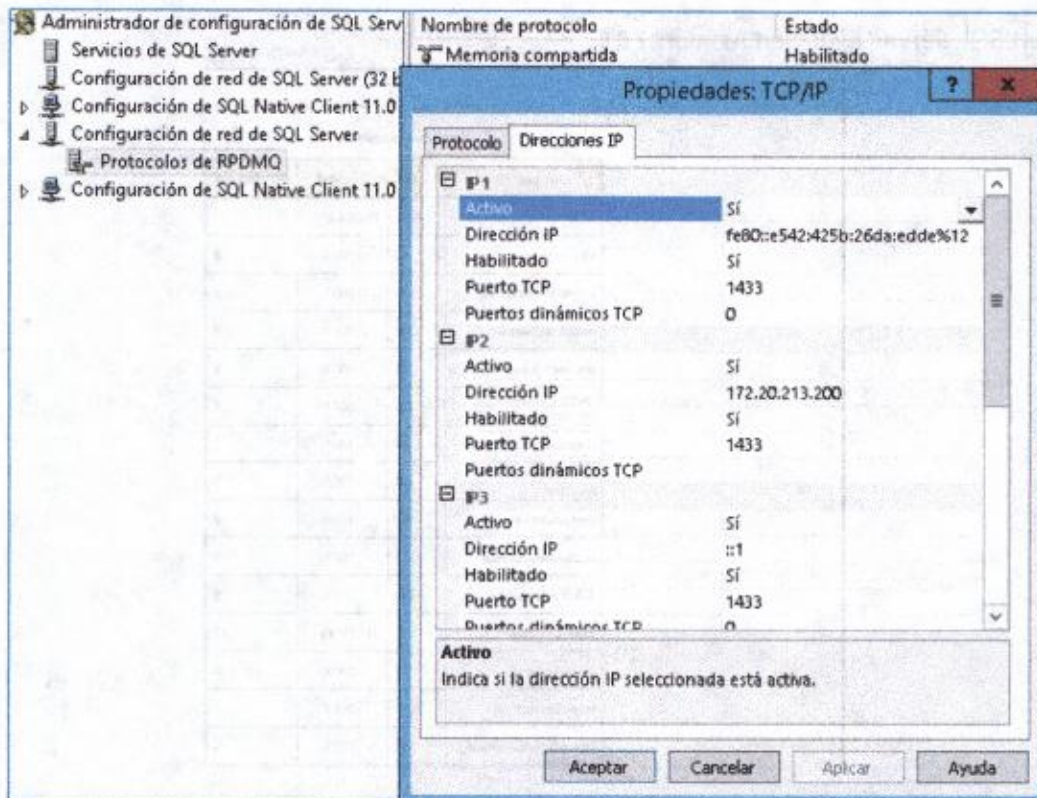 Administrador de configuración de SQL Serv
Servicios de SQL Server
Configuración de red de SQL Server (32 b
Configuración de SQL Native Client 11.0
Configuración de red de SQL Server
Protocolos de RPDMQ
Configuración de SQL Native Client 11.0
Nombre de protocolo Estado
Memoria compartida Habilitado
Propiedades: TCP/IP ? x
Protocolo Direcciones IP
IP1
Activo Sí
Dirección IP fe80::e542:425b:26da:edde%12
Habilitado Sí
Puerto TCP 1433
Puertos dinámicos TCP 0
IP2
Activo Sí
Dirección IP 172.20.213.200
Habilitado Sí
Puerto TCP 1433
Puertos dinámicos TCP
IP3
Activo Sí
Dirección IP ::1
Habilitado Sí
Puerto TCP 1433
Puertos dinámicos TCP 0
Activo
Indica si la dirección IP seleccionada está activa.
Aceptar Cancelar Aplicar Ayuda